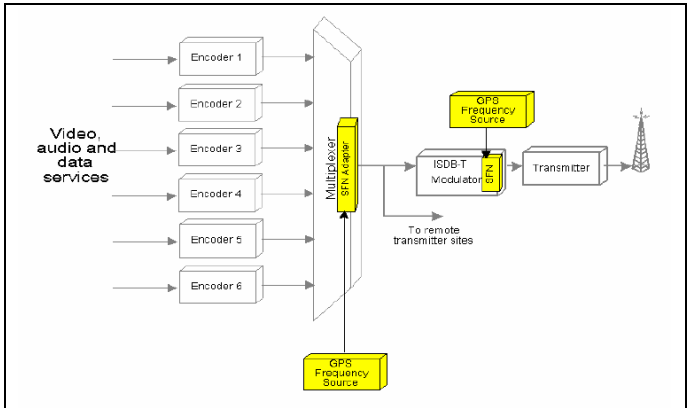 Video,
audio and
data
services
Encoder 1
Encoder 2
Encoder 3
Encoder 4
Encoder 5
Encoder 6
Multiplexer
SFN Adapter
GPS
Frequency
Source
To remote
transmitter sites
ISDB-T
Modulator
SFN
GPS
Frequency
Source
Transmitter